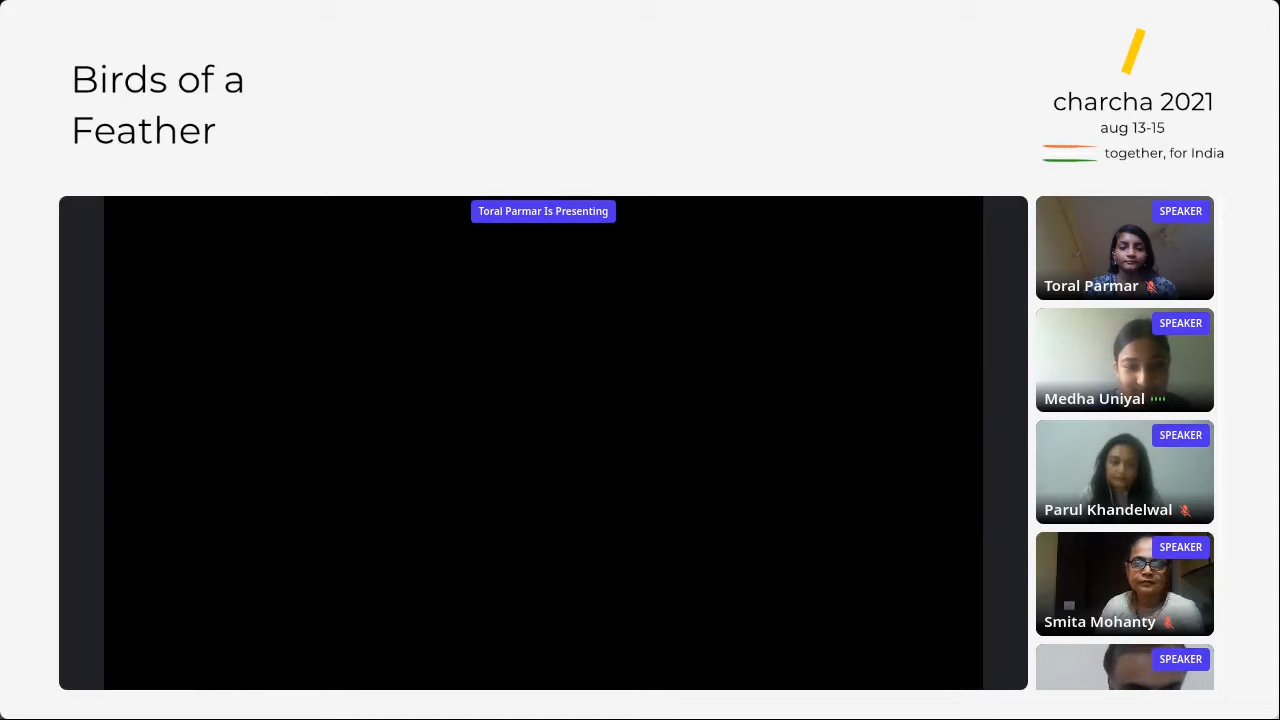 Birds of a
Feather
charcha 2021
aug 13-15
together, for India
Toral Parmar Is Presenting
SPEAKER
Toral Parmar
SPEAKER
Medha Uniyal
SPEAKER
Parul Khandelwal
SPEAKER
Smita Mohanty
SPEAKER